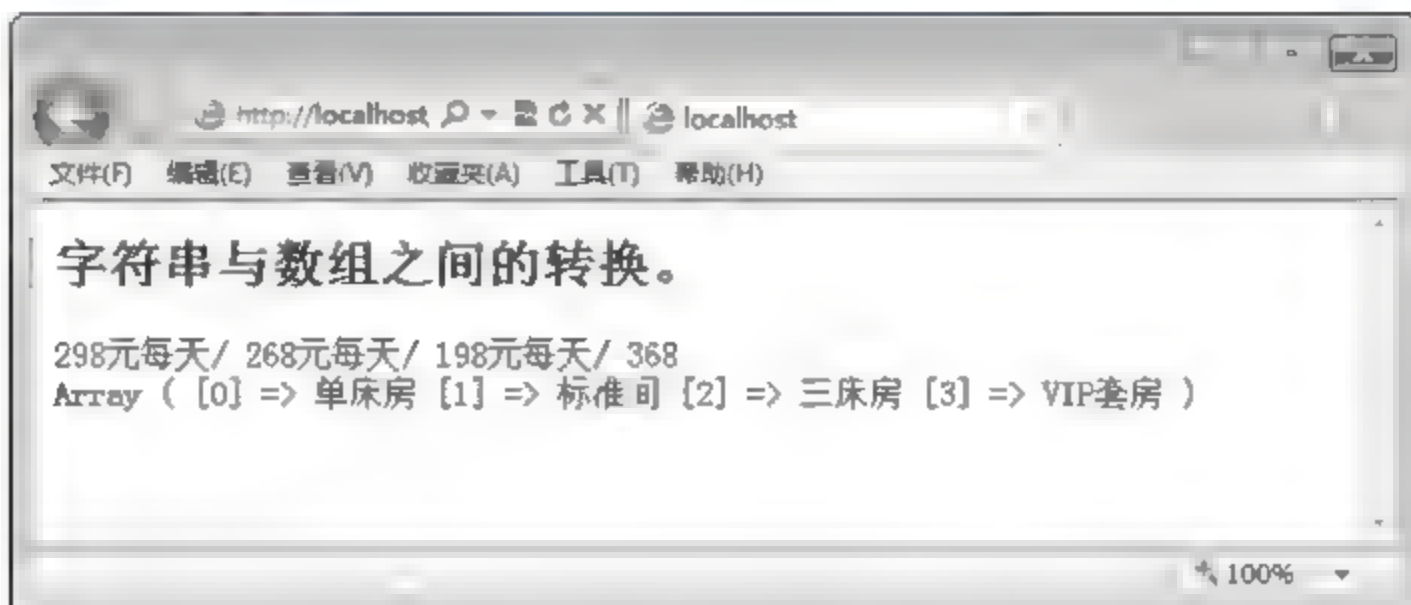 http://localhost localhost
文件(F) 编辑(E) 查看(V) 收藏夹(A) 工具(T) 帮助(H)
字符串与数组之间的转换。
298元每天/ 268元每天/ 198元每天/ 368
Array ( [0] => 单床房 [1] => 标准间 [2] => 三床房 [3] => VIP套房 )
100%